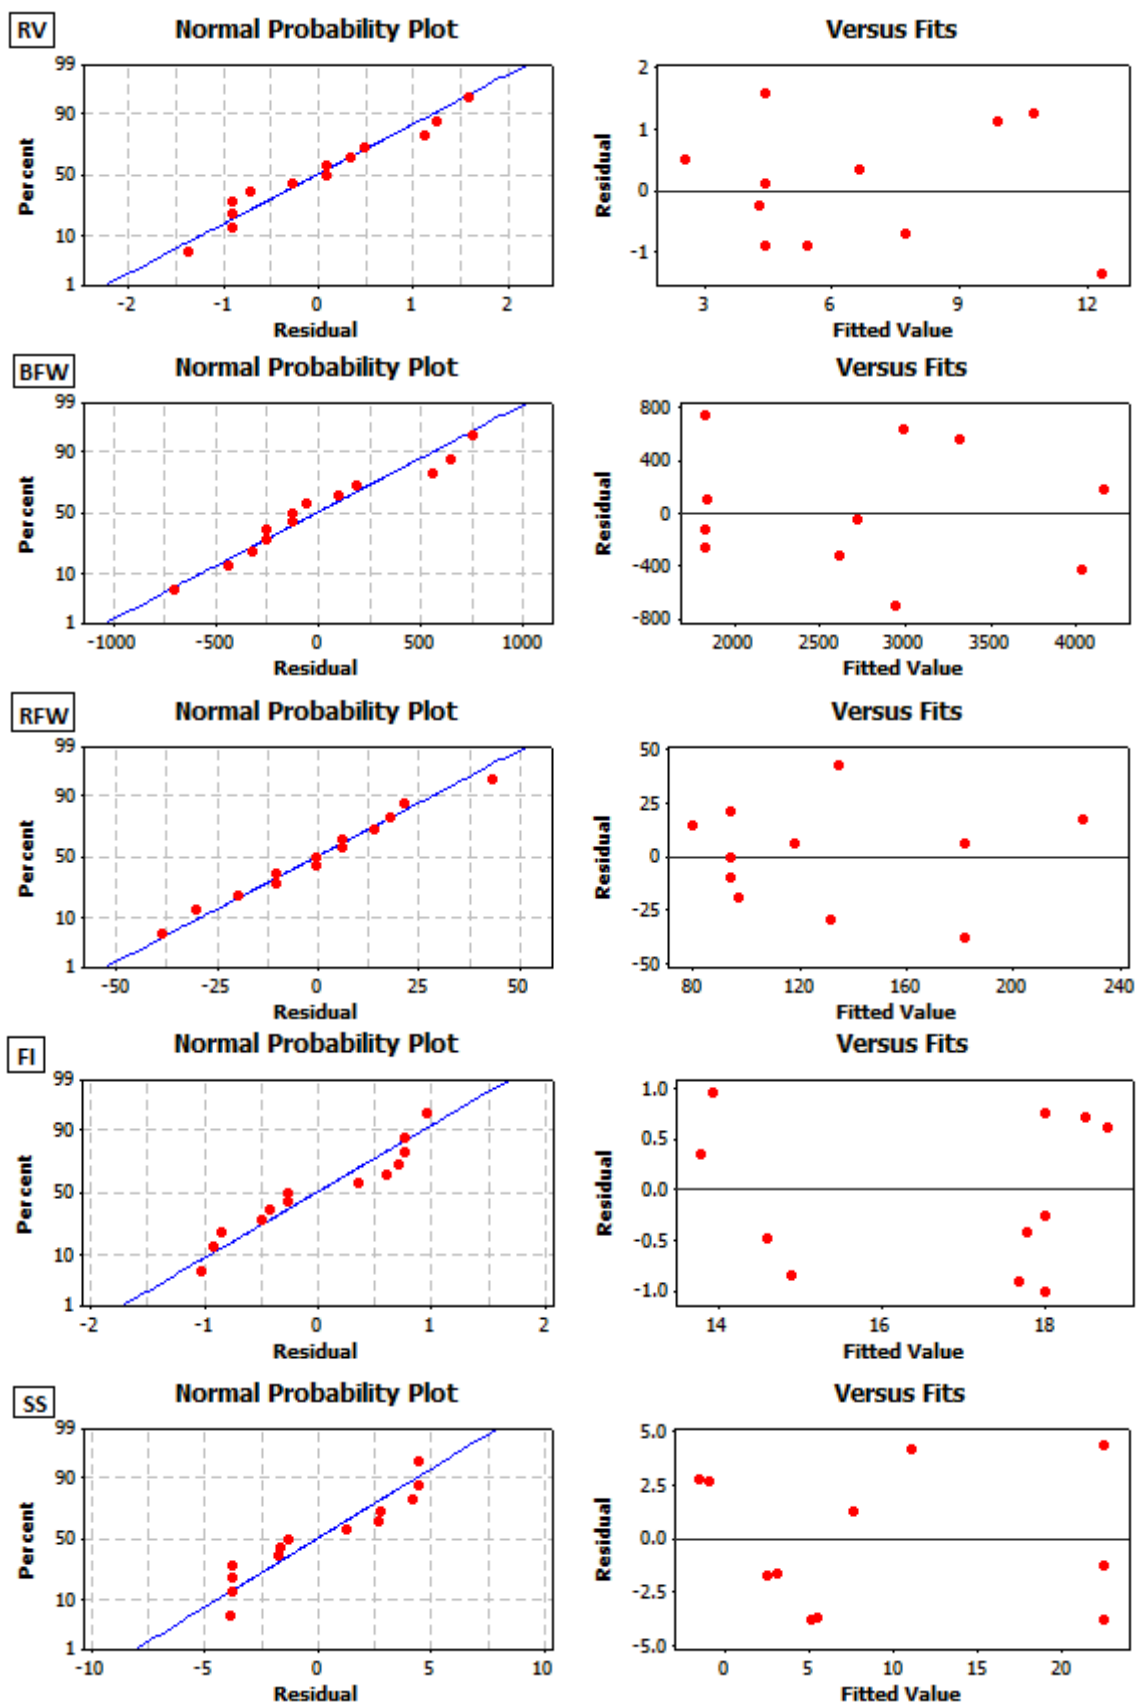 RV
Normal Probability Plot
Versus Fits
99
90
50
10
1
Percent
-2 -1 0 1 2
Residual
2
1
0
-1
Residual
3 6 9 12
Fitted Value
BFW
Normal Probability Plot
Versus Fits
99
90
50
10
1
Percent
-1000 -500 0 500 1000
Residual
800
400
0
-400
-800
Residual
2000 2500 3000 3500 4000
Fitted Value
RFW
Normal Probability Plot
Versus Fits
99
90
50
10
1
Percent
-50 -25 0 25 50
Residual
50
25
0
-25
-50
Residual
80 120 160 200 240
Fitted Value
FI
Normal Probability Plot
Versus Fits
99
90
50
10
1
Percent
-2 -1 0 1 2
Residual
1.0
0.5
0.0
-0.5
-1.0
Residual
14 16 18
Fitted Value
SS
Normal Probability Plot
Versus Fits
99
90
50
10
1
Percent
-10 -5 0 5 10
Residual
5.0
2.5
0.0
-2.5
-5.0
Residual
0 5 10 15 20
Fitted Value